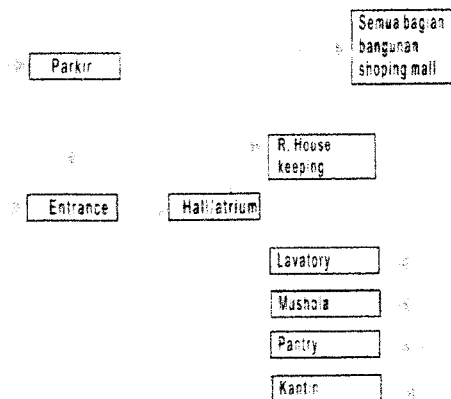 Semua bagian
bangunan
shoping mall
Parkir
R. House
keeping
Entrance
Hall/atrium
Lavatory
Mushola
Pantry
Kantin